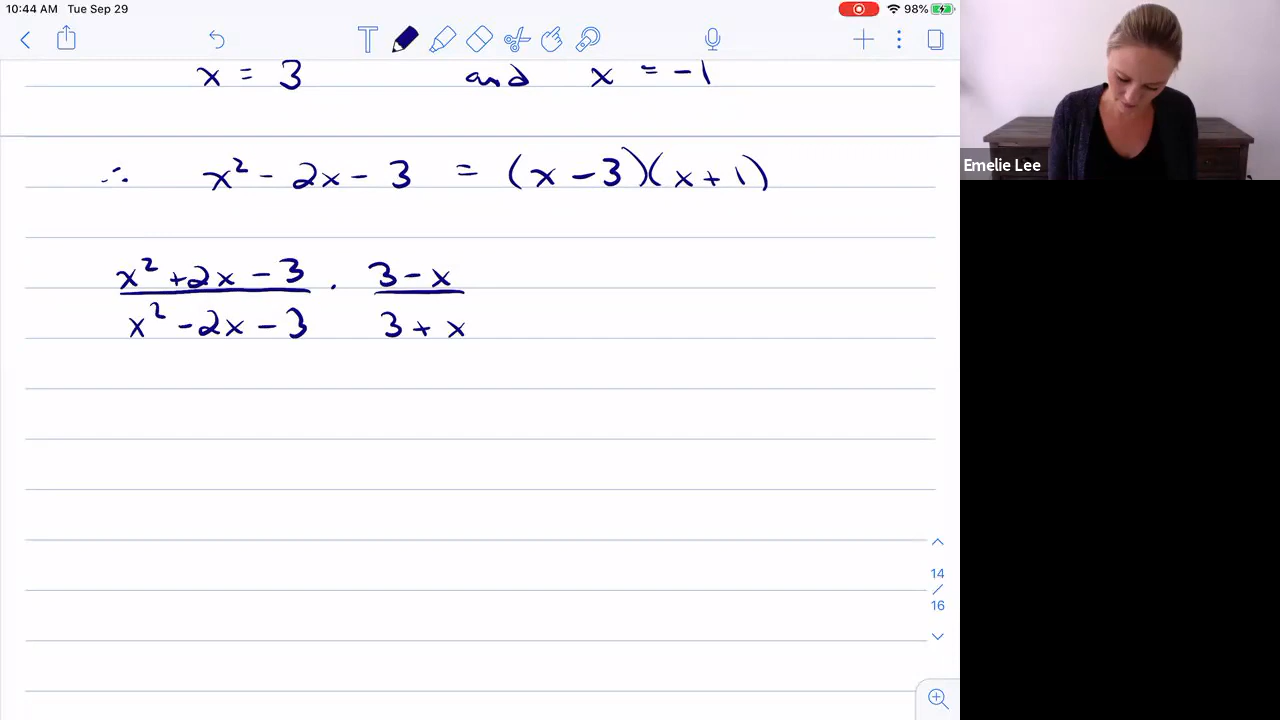 10:44 AM Tue Sep 29
98%
x = 3 and x = -1
∴ x² - 2x - 3 = (x - 3)(x + 1)
x² + 2x - 3 / x² - 2x - 3 · 3 - x / 3 + x
Emelie Lee
14
/
16